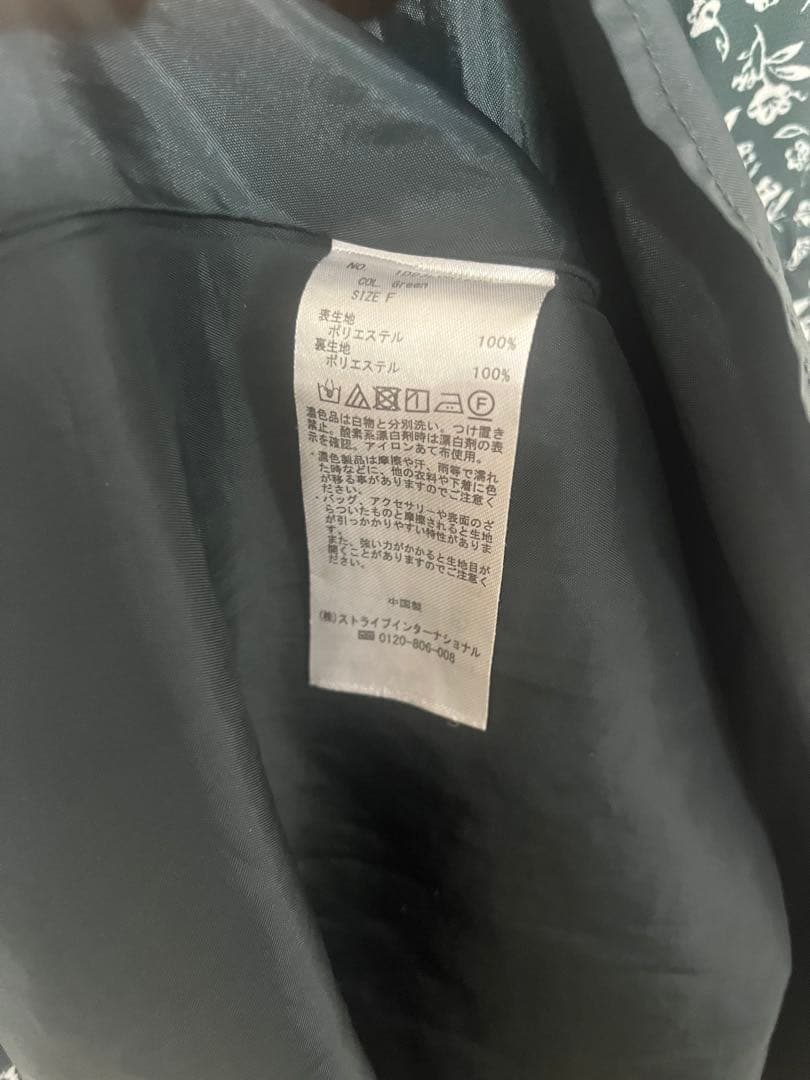 NO.
COL. Green
SIZE F
表生地
ポリエステル 100%
裏生地
ポリエステル 100%
F
濃色品は白物と分別洗い。つけ置き
禁止。酸素系漂白剤時は漂白剤の表
示を確認。アイロンあて布使用。
・濃色製品は摩擦や汗、雨等で濡れ
た時などに、他の衣料や下着に色
が移る事がありますのでご注意く
ださい。
・バッグ、アクセサリーや表面のざ
らついたものと摩擦されると生地
が引っかかりやすい特性がありま
す。
また、強い力がかかると生地目が
開くことがありますのでご注意く
ださい。
中国製
(株)ストライプインターナショナル
0120-806-008